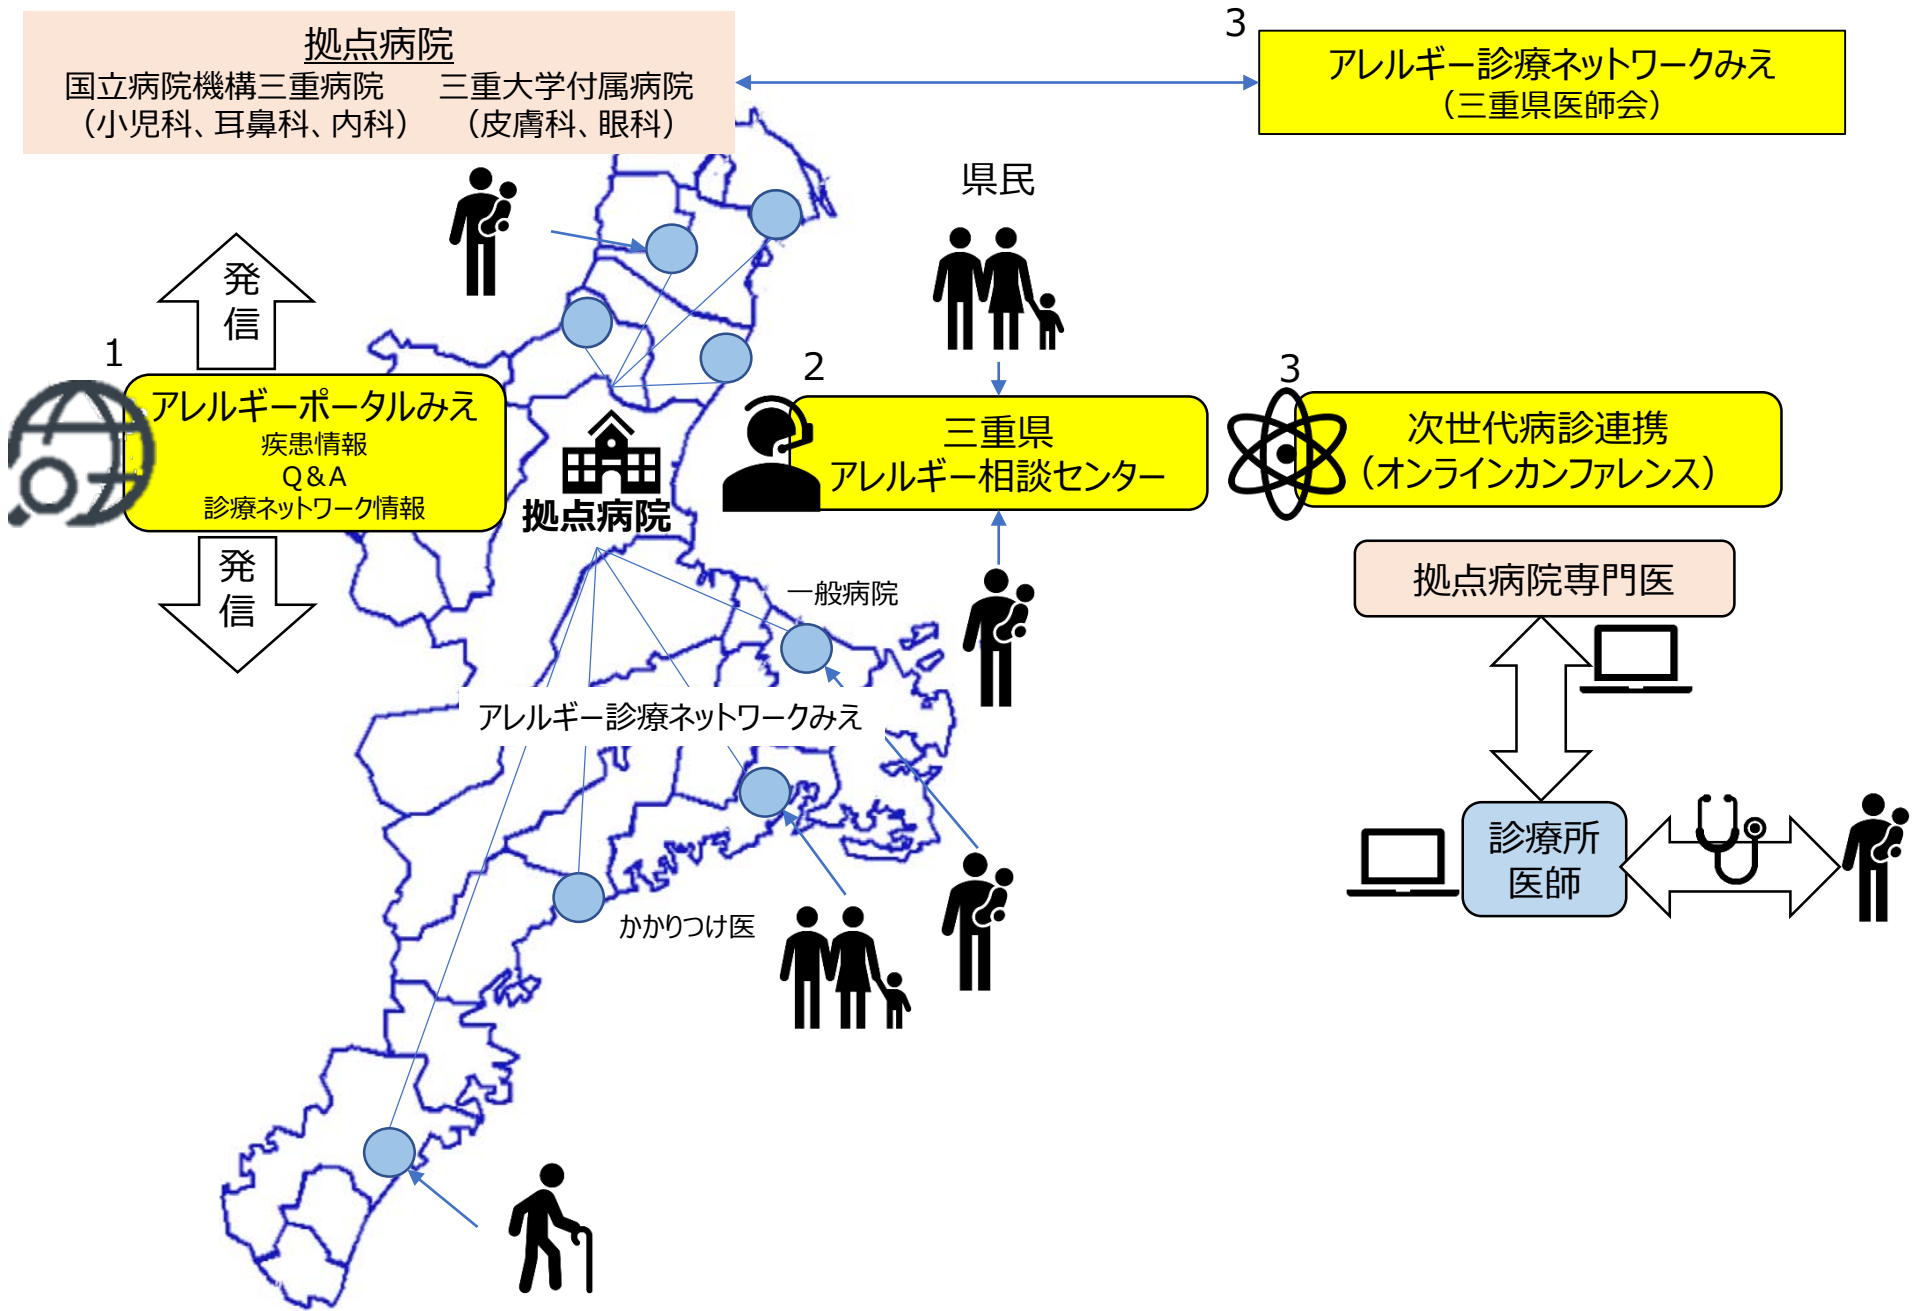 拠点病院
国立病院機構三重病院　三重大学付属病院
（小児科、耳鼻科、内科）　（皮膚科、眼科）
3
アレルギー診療ネットワークみえ
（三重県医師会）
県民
発
信
1
アレルギーポータルみえ
疾患情報
Q&A
診療ネットワーク情報
発
信
拠点病院
2
三重県
アレルギー相談センター
3
次世代病診連携
（オンラインカンファレンス）
拠点病院専門医
診療所
医師
一般病院
アレルギー診療ネットワークみえ
かかりつけ医